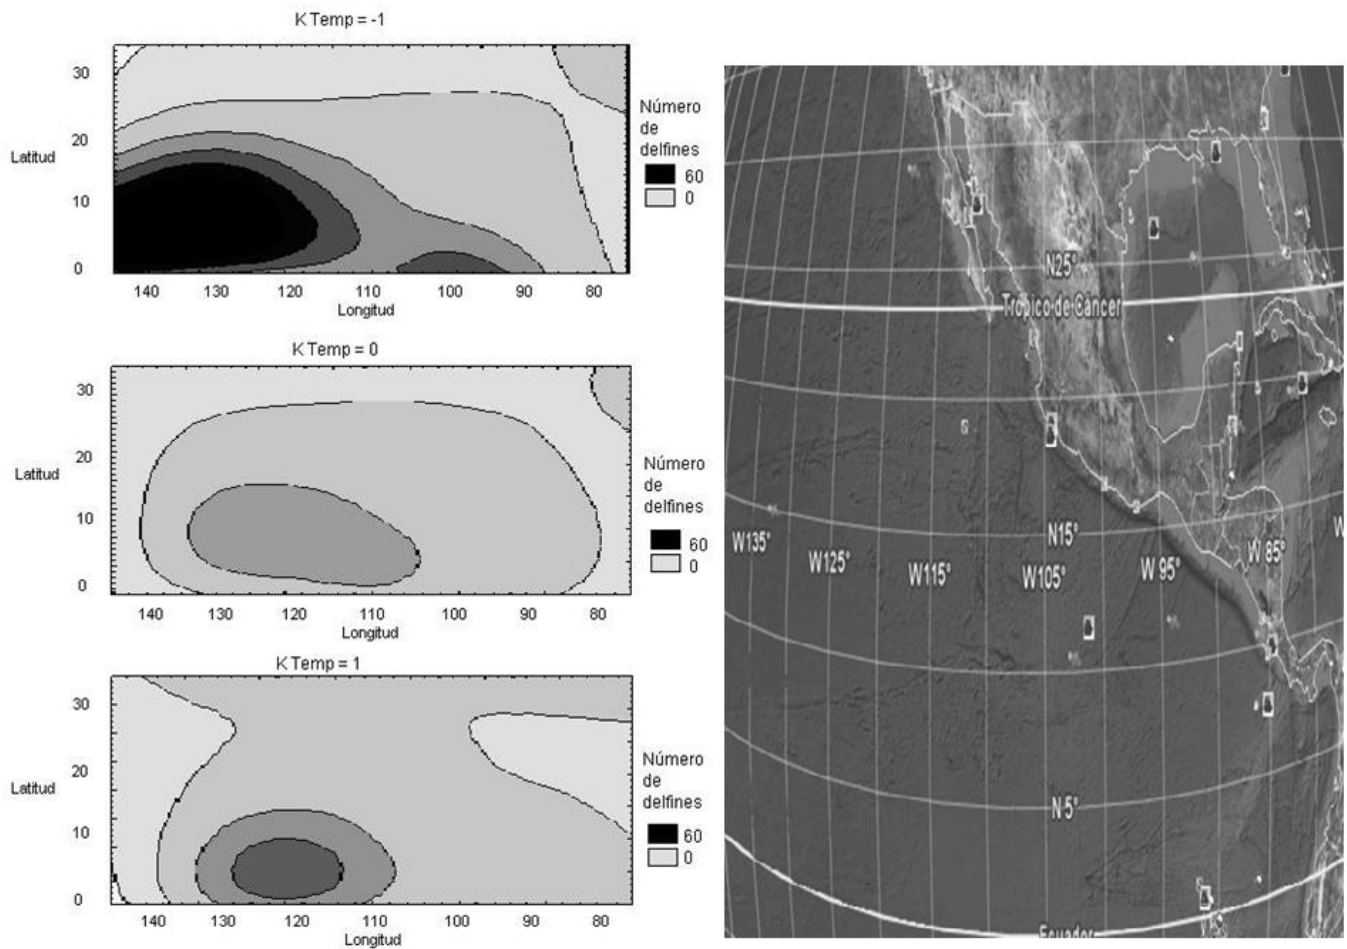 K Temp = -1
30
20
Latitud
10
0
140 130 120 110 100 90 80
Longitud
Número
de
delfines
60
0
K Temp = 0
30
20
Latitud
10
0
140 130 120 110 100 90 80
Longitud
Número
de
delfines
60
0
K Temp = 1
30
20
Latitud
10
0
140 130 120 110 100 90 80
Longitud
Número
de
delfines
60
0
N25°
Trópico de Cáncer
N15°
W135°
W125°
W115°
W105°
W 95°
W 85°
W
N 5°
Ecuador